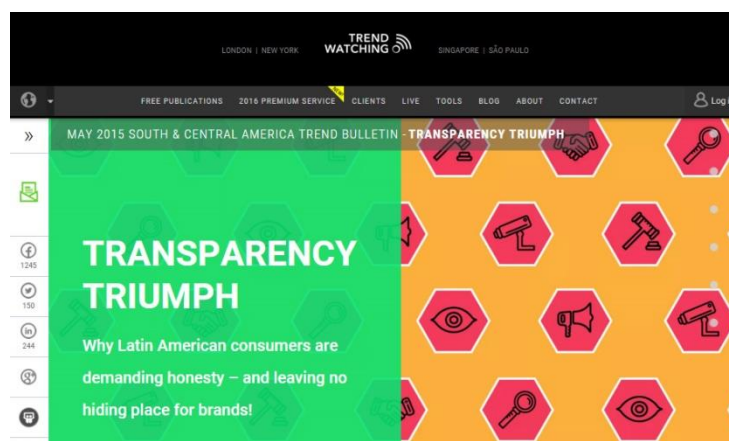 LONDON | NEW YORK
TREND
WATCHING
SINGAPORE | SÃO PAULO
FREE PUBLICATIONS 2016 PREMIUM SERVICE CLIENTS LIVE TOOLS BLOG ABOUT CONTACT
MAY 2015 SOUTH & CENTRAL AMERICA TREND BULLETIN - TRANSPARENCY TRIUMPH
TRANSPARENCY
TRIUMPH
Why Latin American consumers are
demanding honesty – and leaving no
hiding place for brands!
1245
150
in
244